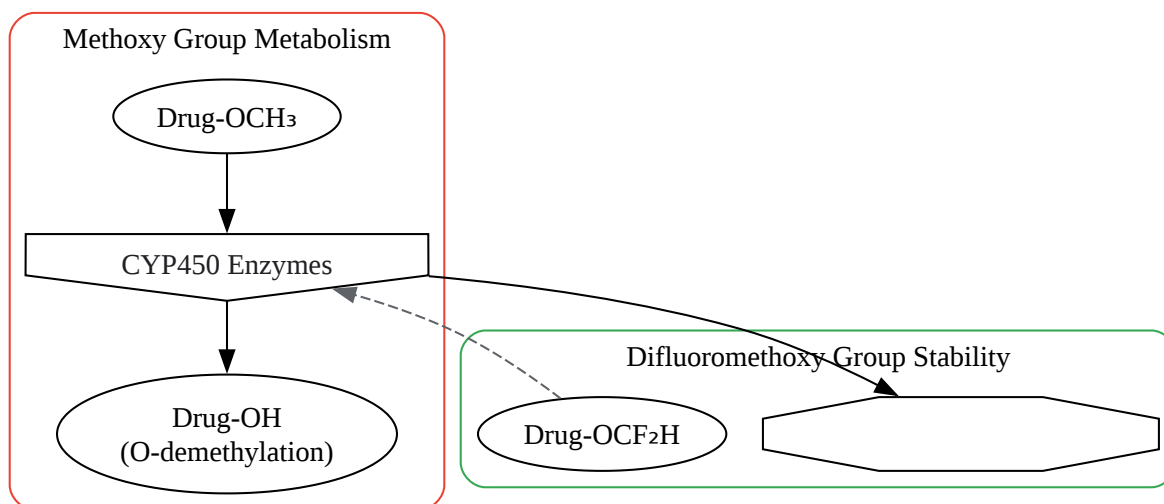 Methoxy Group Metabolism
Drug-OCH₃
CYP450 Enzymes
Difluoromethoxy Group Stability
Drug-OH
(O-demethylation)
Drug-OCF₂H